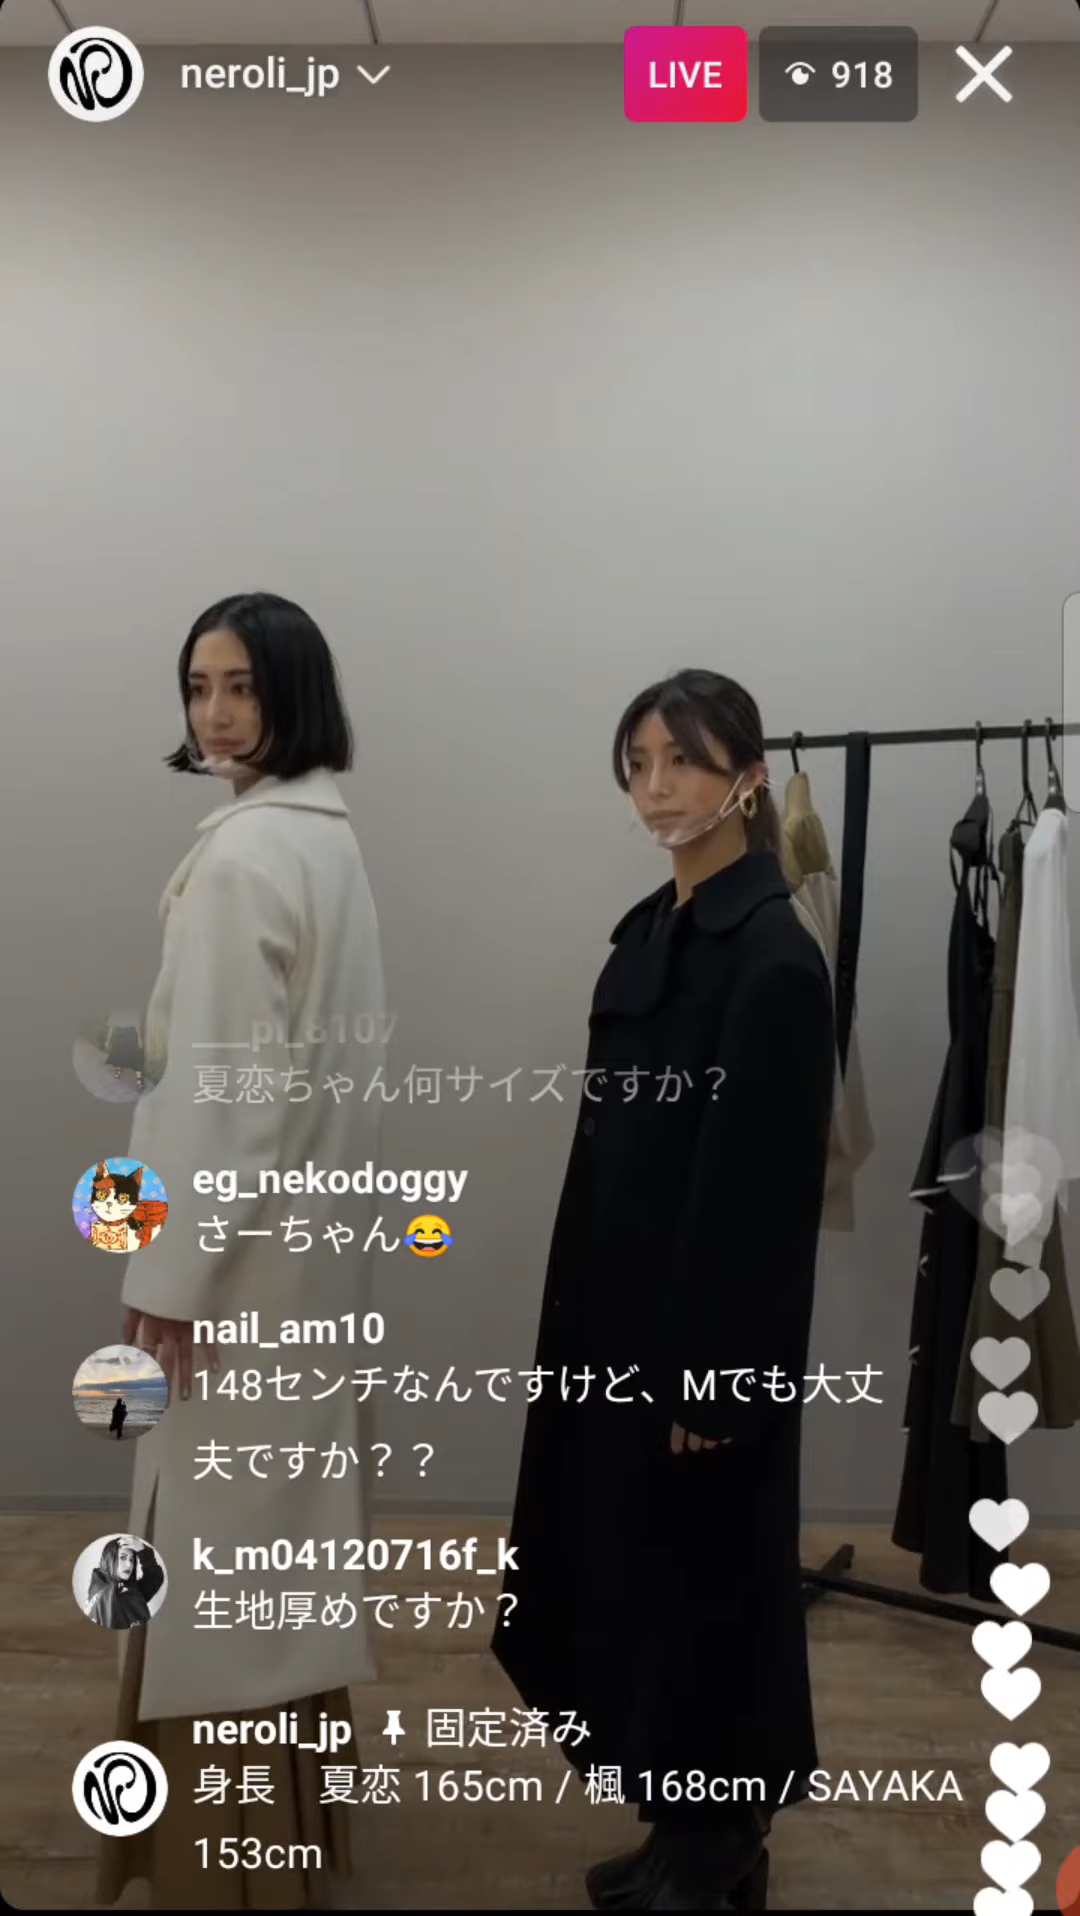 neroli_jp
LIVE
918
___pi_8107
夏恋ちゃん何サイズですか？
eg_nekodoggy
さーちゃん😂
nail_am10
148センチなんですけど、Mでも大丈
夫ですか？？
k_m04120716f_k
生地厚めですか？
neroli_jp 📌 固定済み
身長　夏恋 165cm / 楓 168cm / SAYAKA
153cm